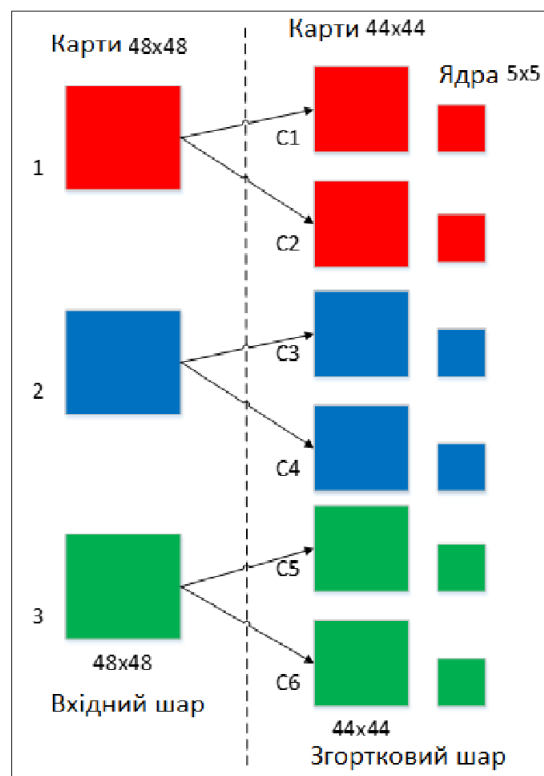 Карти 48x48
Карти 44x44
Ядра 5x5
1
C1
C2
2
C3
C4
3
C5
C6
48x48
Вхідний шар
44x44
Згортковий шар